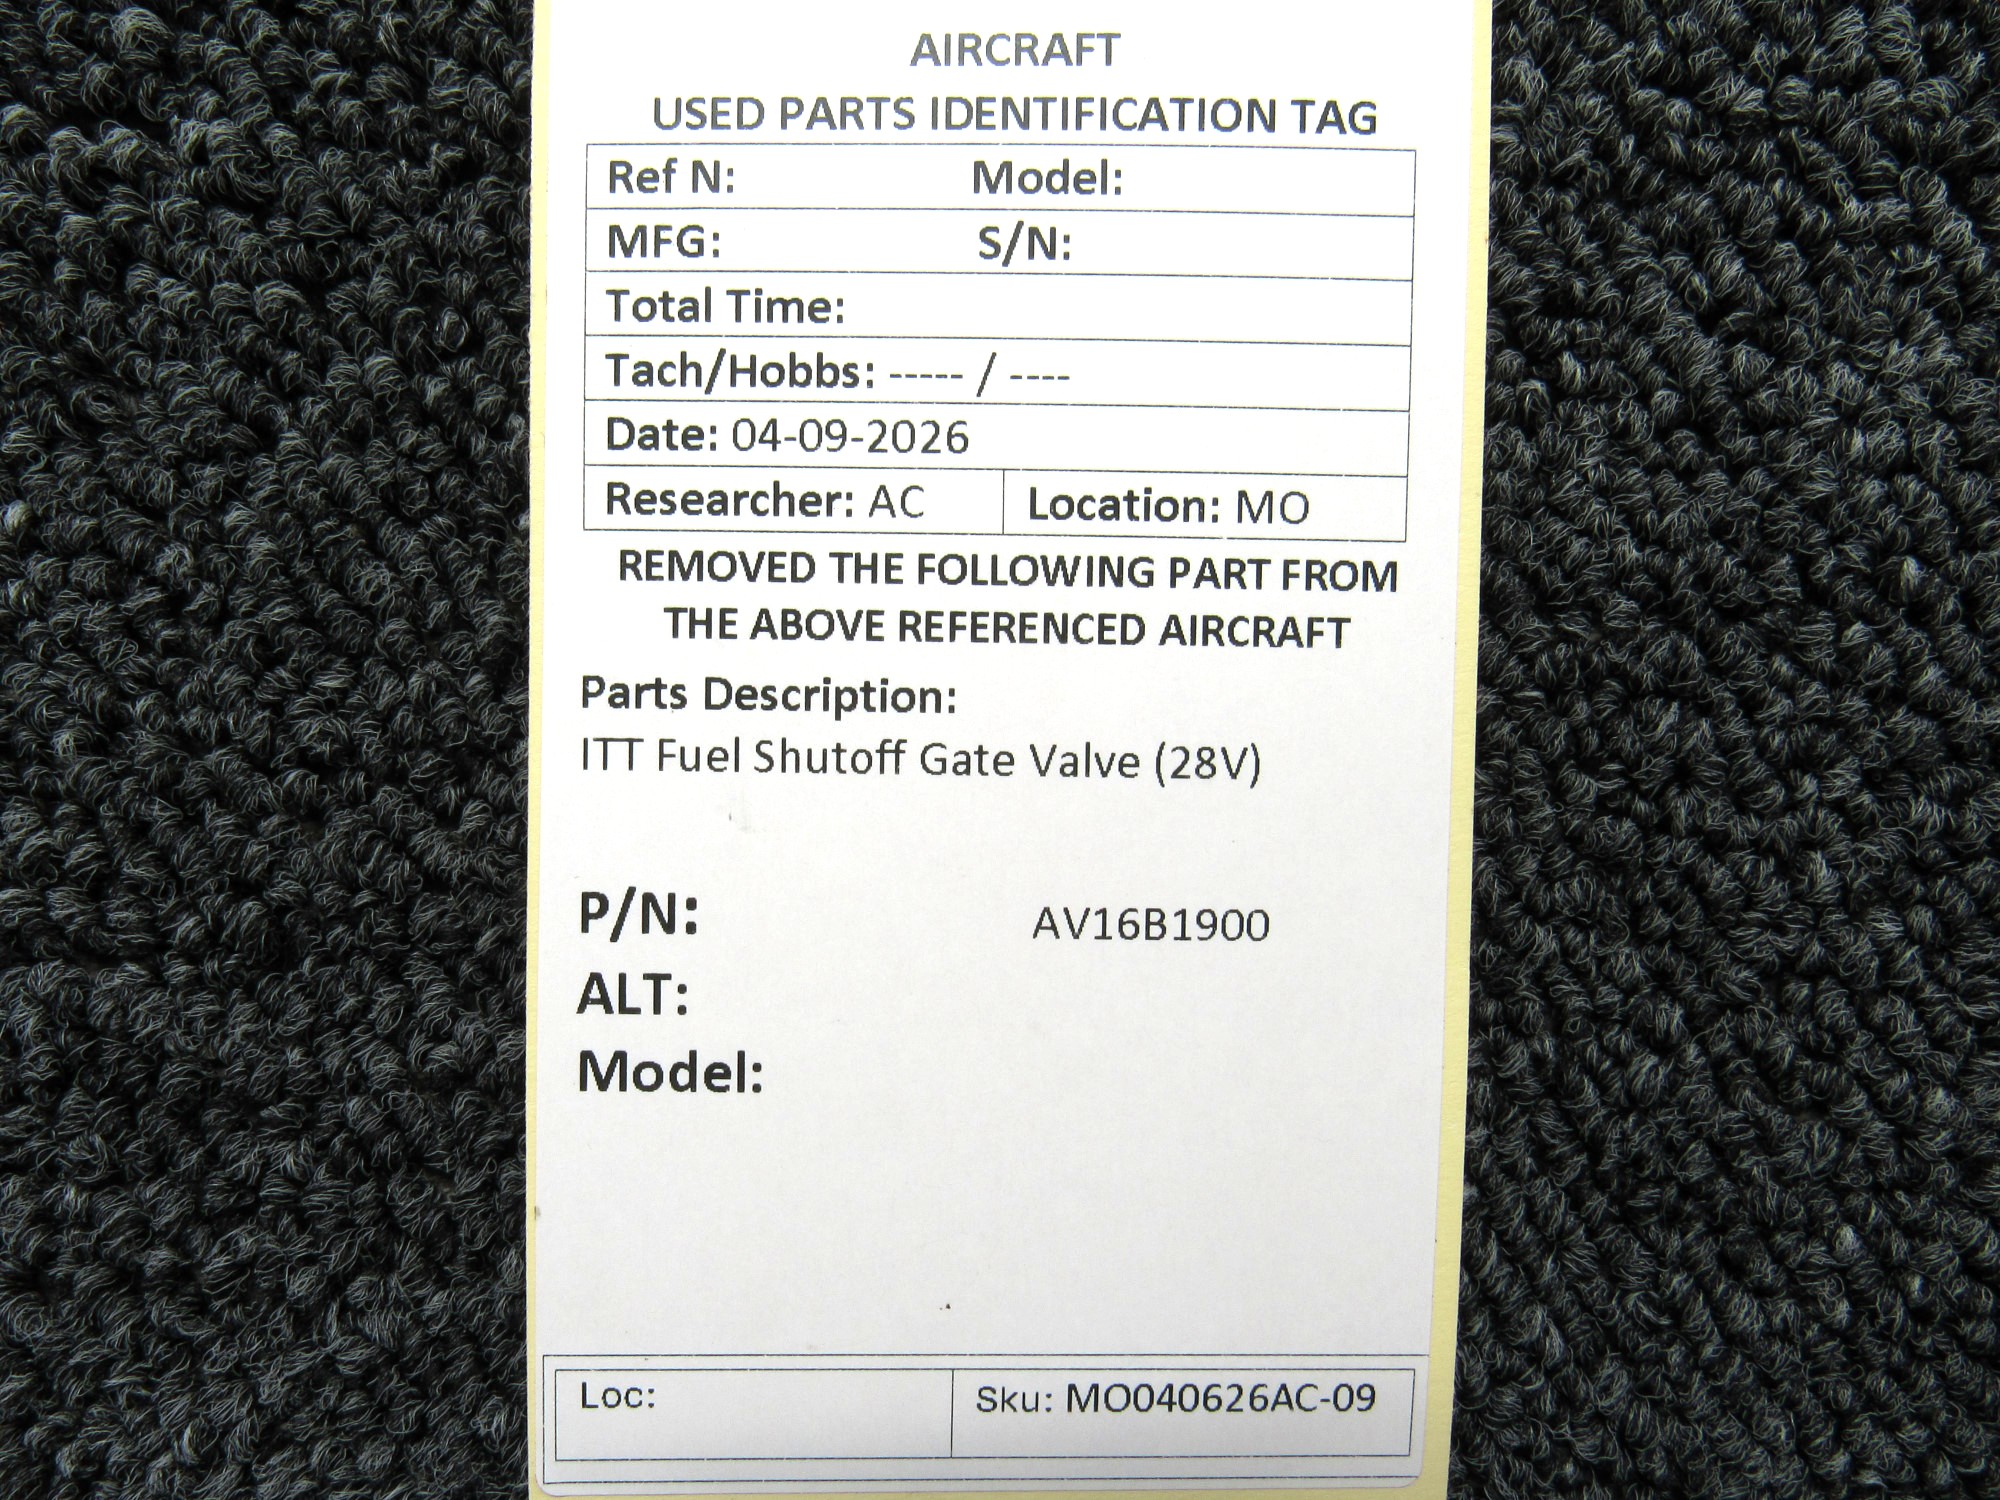 AIRCRAFT
USED PARTS IDENTIFICATION TAG
Ref N: Model:
MFG: S/N:
Total Time:
Tach/Hobbs: ----- / ----
Date: 04-09-2026
Researcher: AC Location: MO
REMOVED THE FOLLOWING PART FROM
THE ABOVE REFERENCED AIRCRAFT
Parts Description:
ITT Fuel Shutoff Gate Valve (28V)
P/N: AV16B1900
ALT:
Model:
Loc: Sku: MO040626AC-09